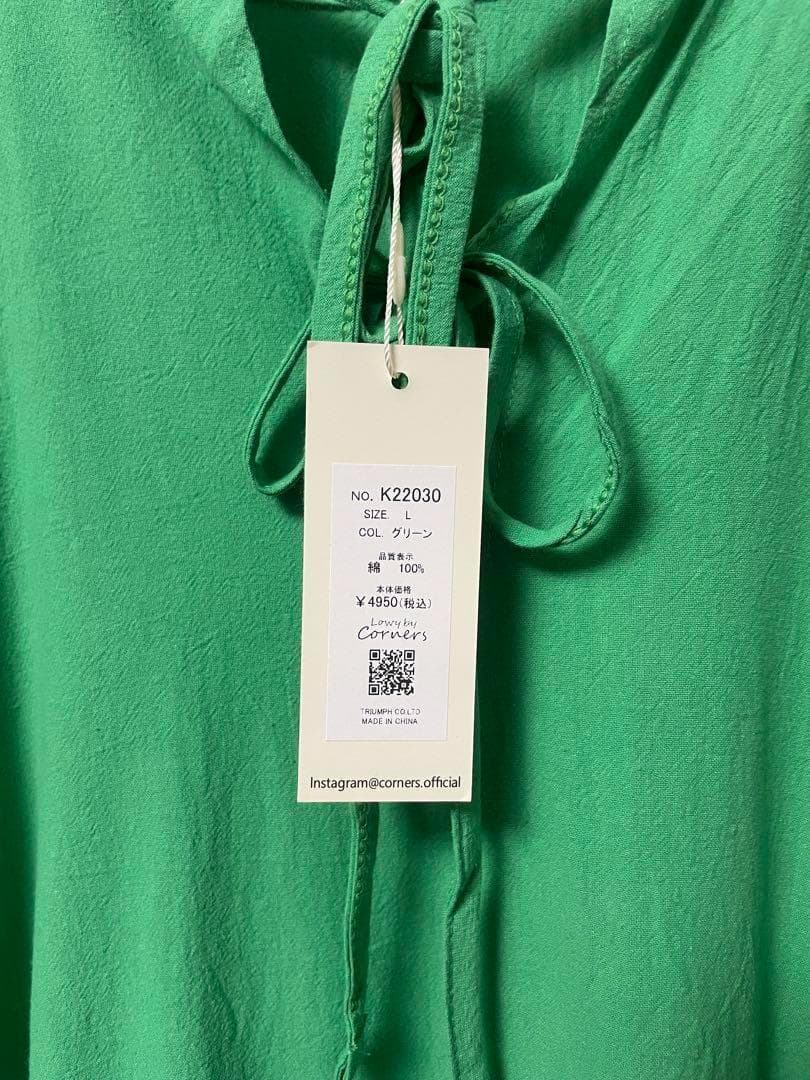 NO. K22030
SIZE. L
COL. グリーン
品質表示
綿 100%
本体価格
¥4950(税込)
Lowy by
Corners
TRIUMPH CO.LTD
MADE IN CHINA
Instagram@corners.official